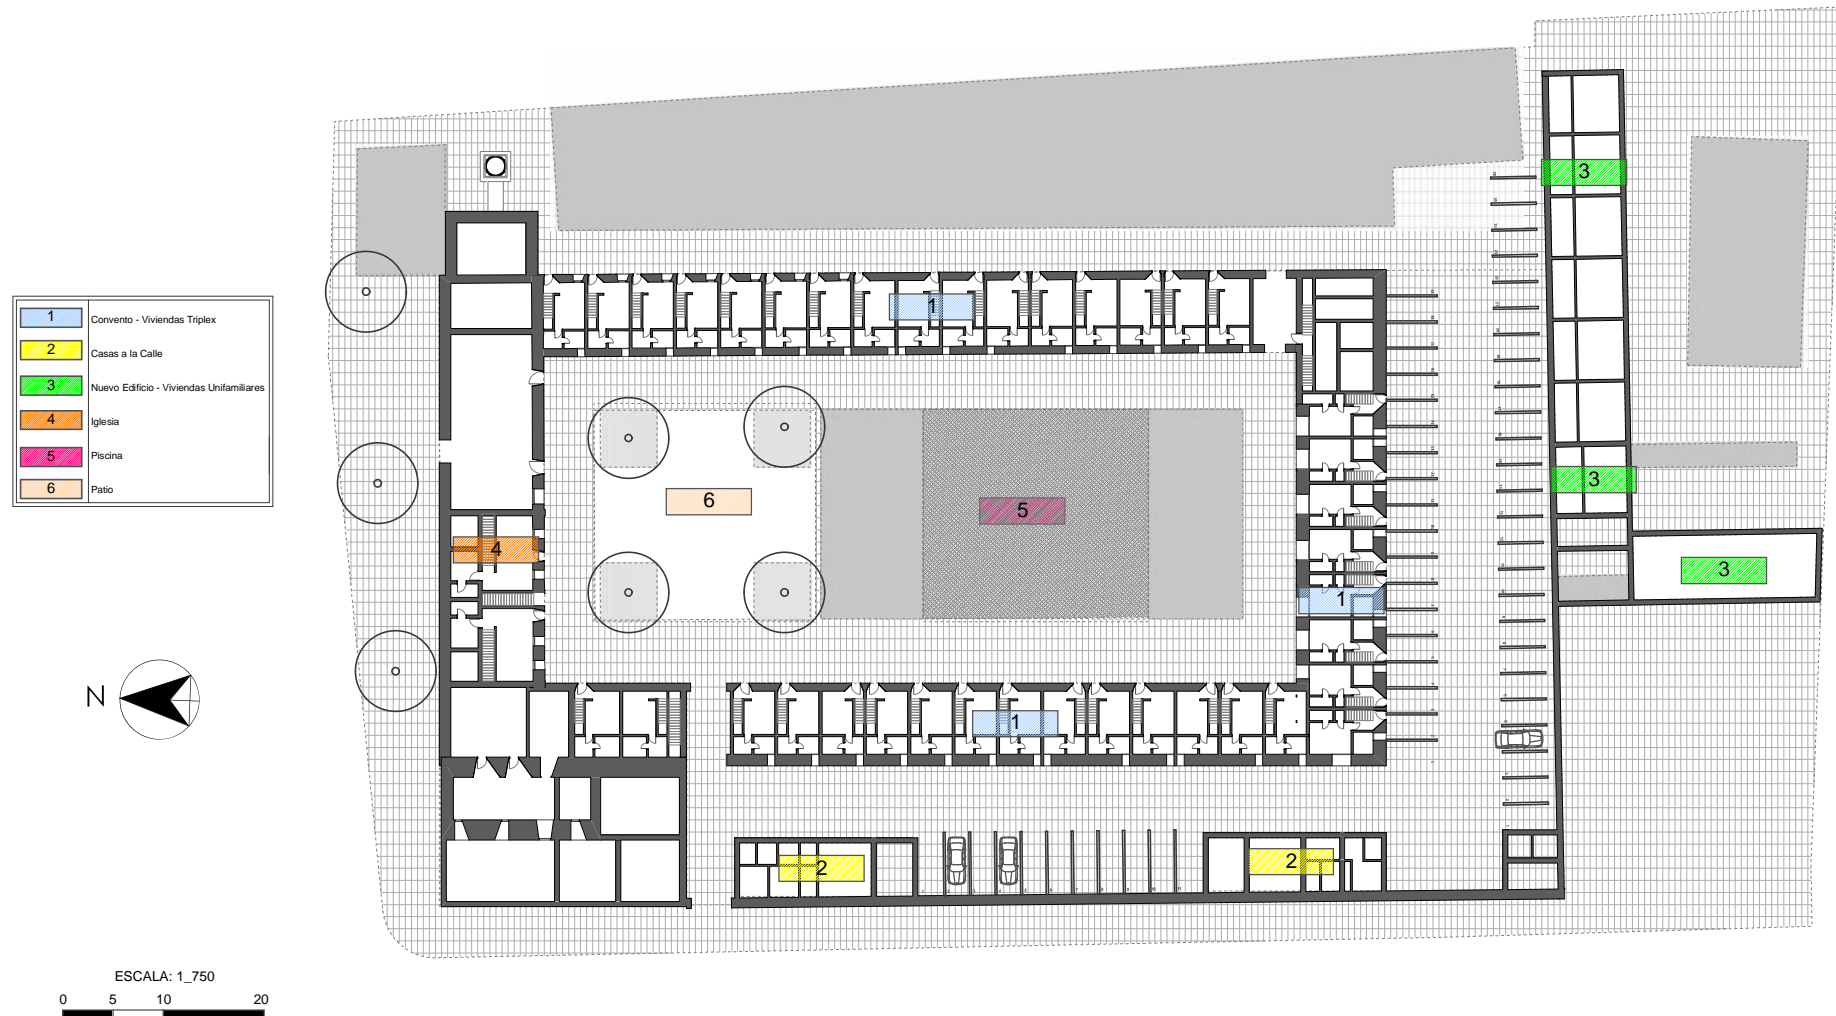 1 Convento - Viviendas Triplex
2 Casas a la Calle
3 Nuevo Edificio - Viviendas Unifamiliares
4 Iglesia
5 Piscina
6 Patio
3
1
6
5
3
4
3
1
1
2
2
N
ESCALA: 1_750
0 5 10 20